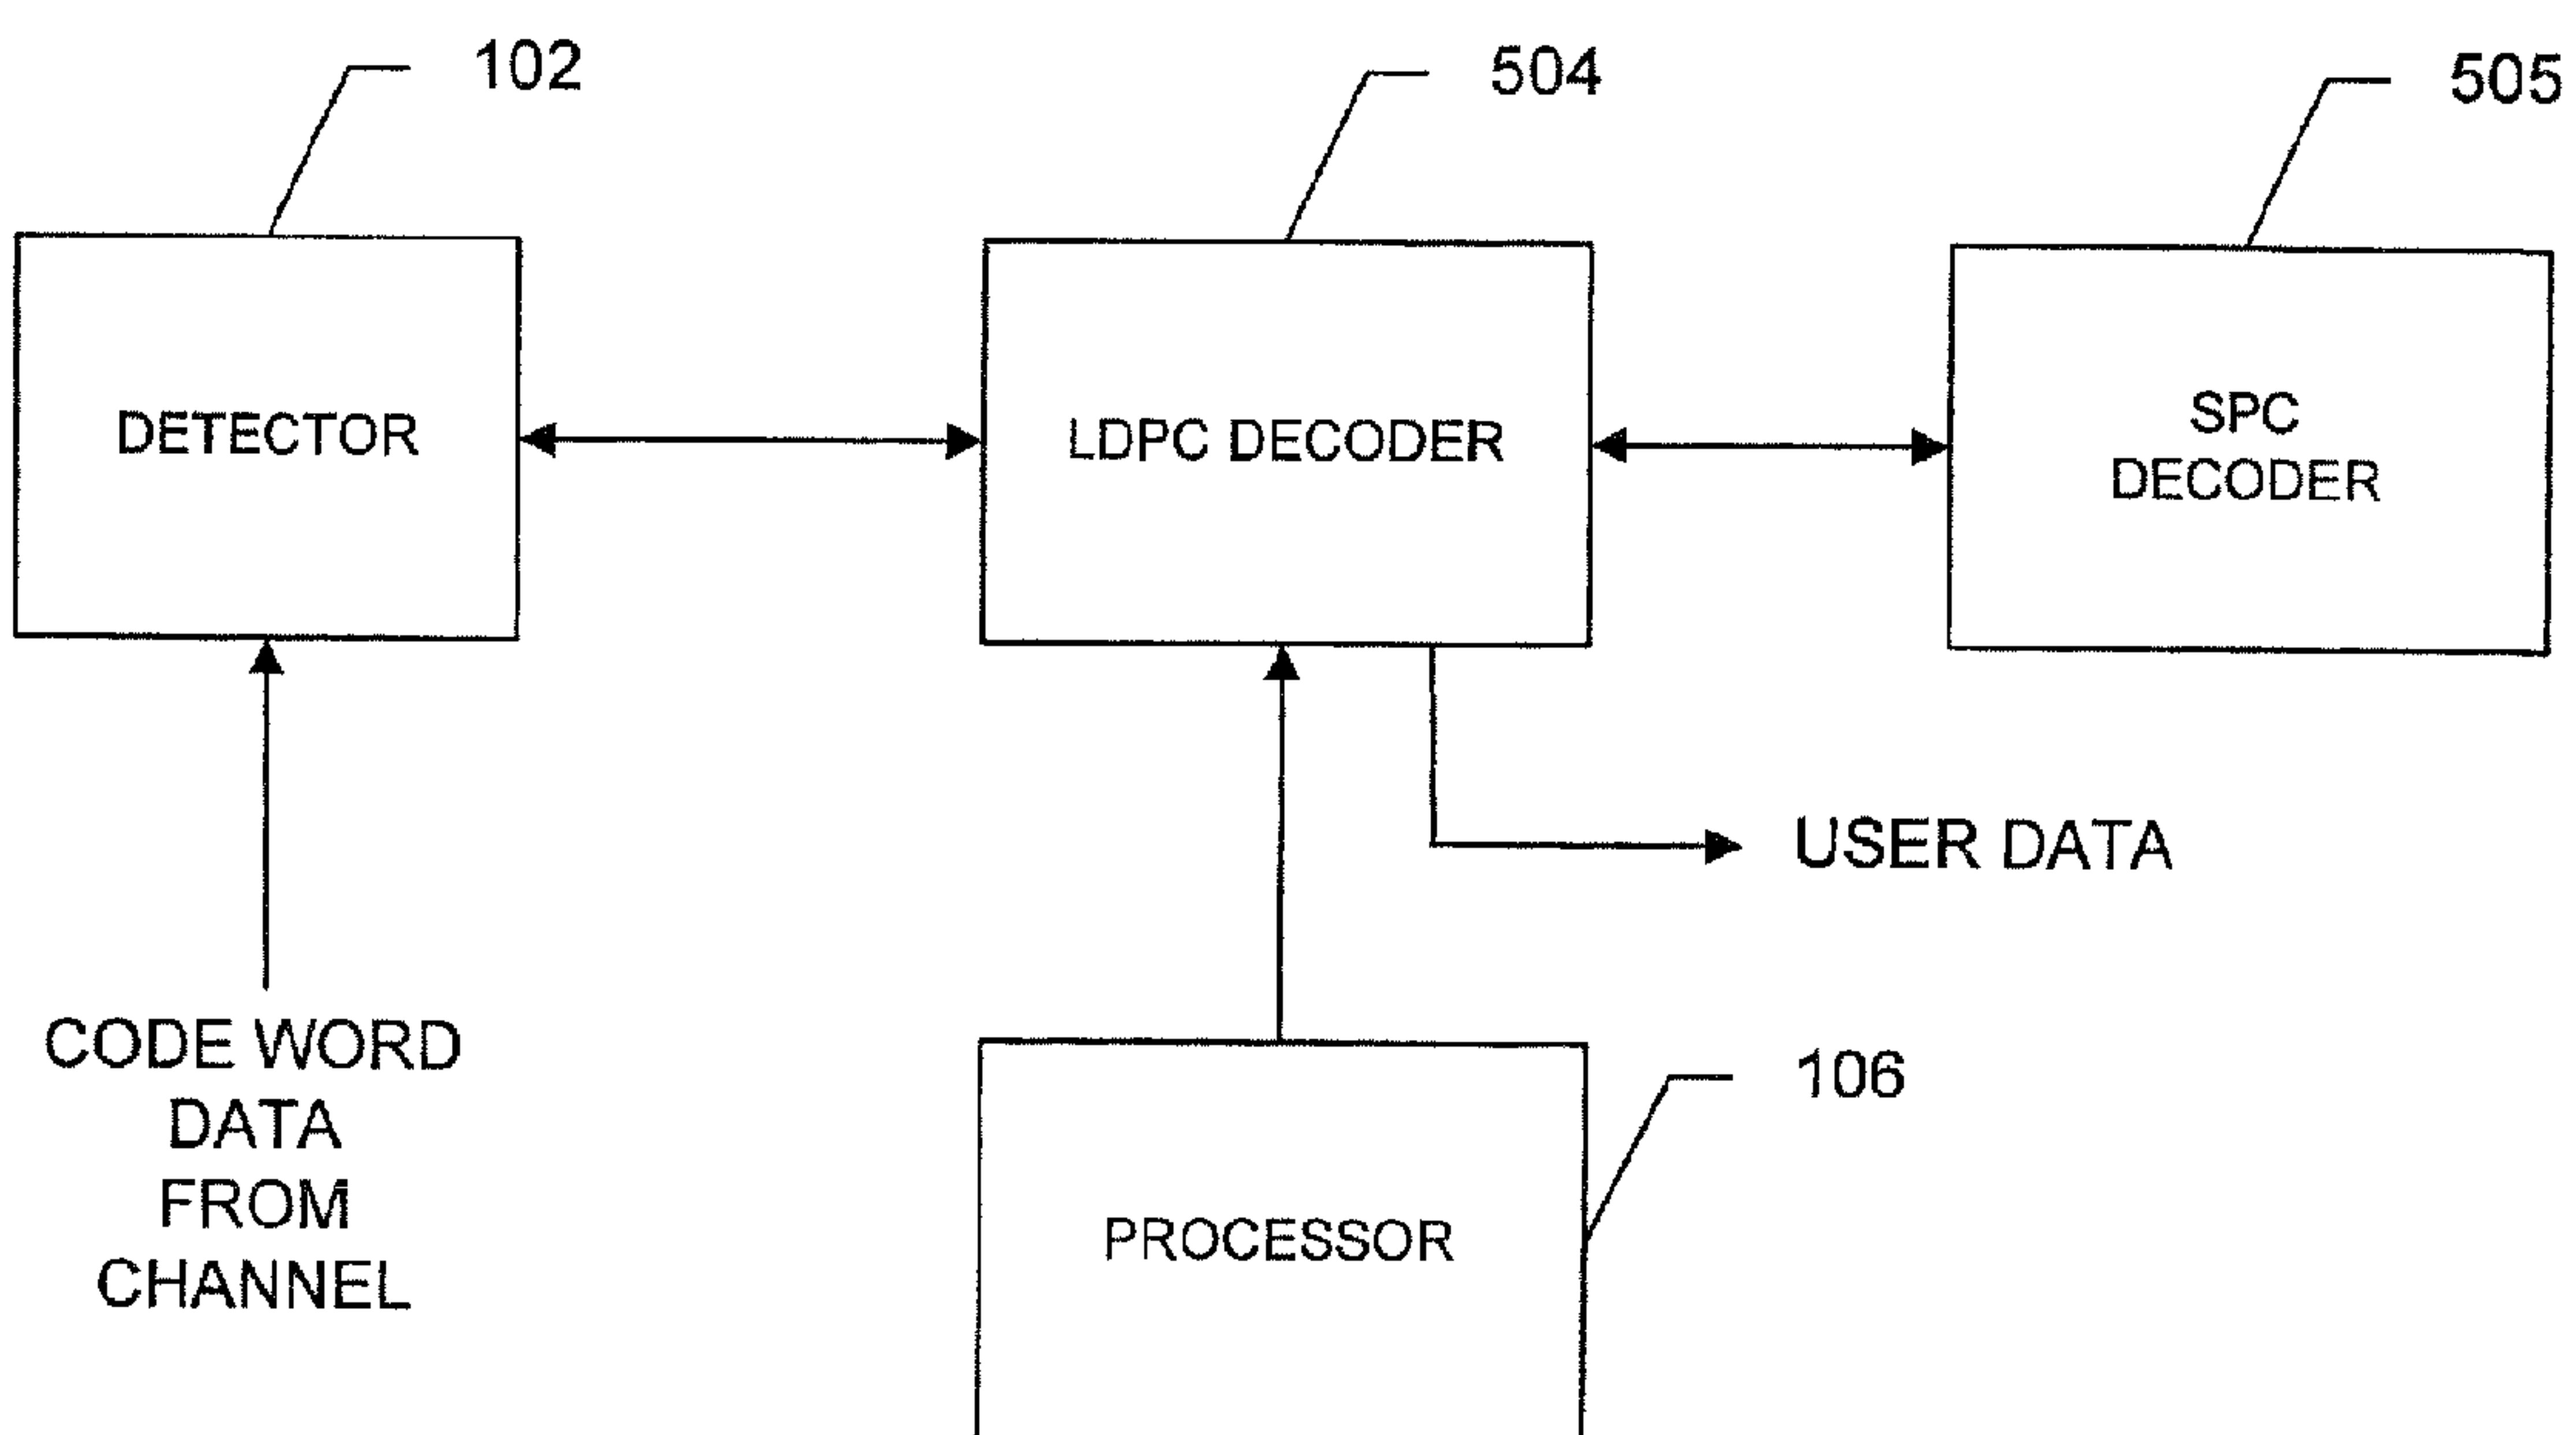 102
504
505
DETECTOR
LDPC DECODER
SPC
DECODER
USER DATA
CODE WORD
DATA
FROM
CHANNEL
106
PROCESSOR